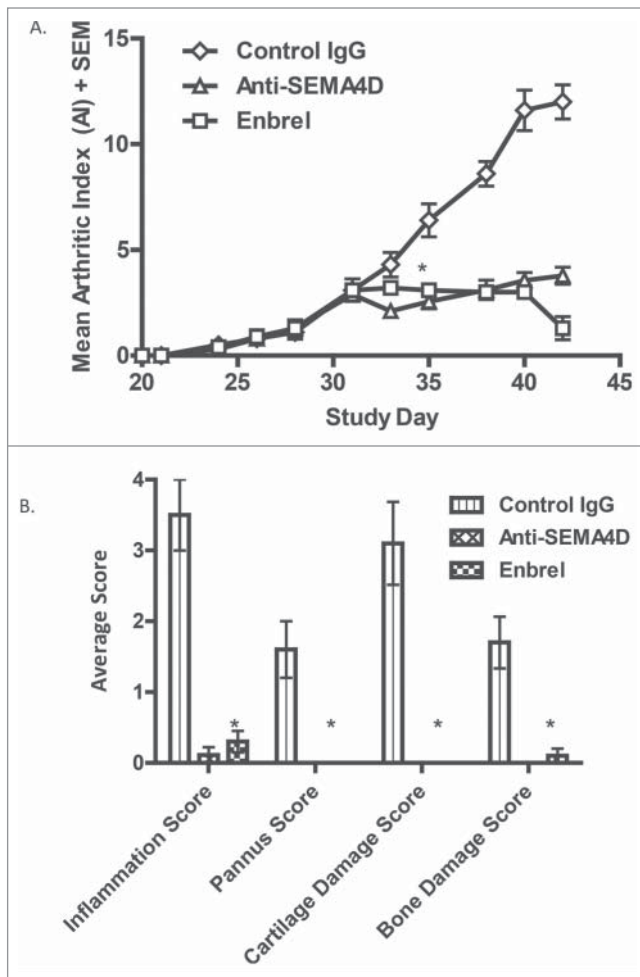 A.
Mean Arthritic Index (AI) + SEM
15
10
5
0
Control IgG
Anti-SEMA4D
Enbrel
*
20 25 30 35 40 45
Study Day
B.
Average Score
4
3
2
1
0
Control IgG
Anti-SEMA4D
Enbrel
* * * *
Inflammation Score
Pannus Score
Cartilage Damage Score
Bone Damage Score